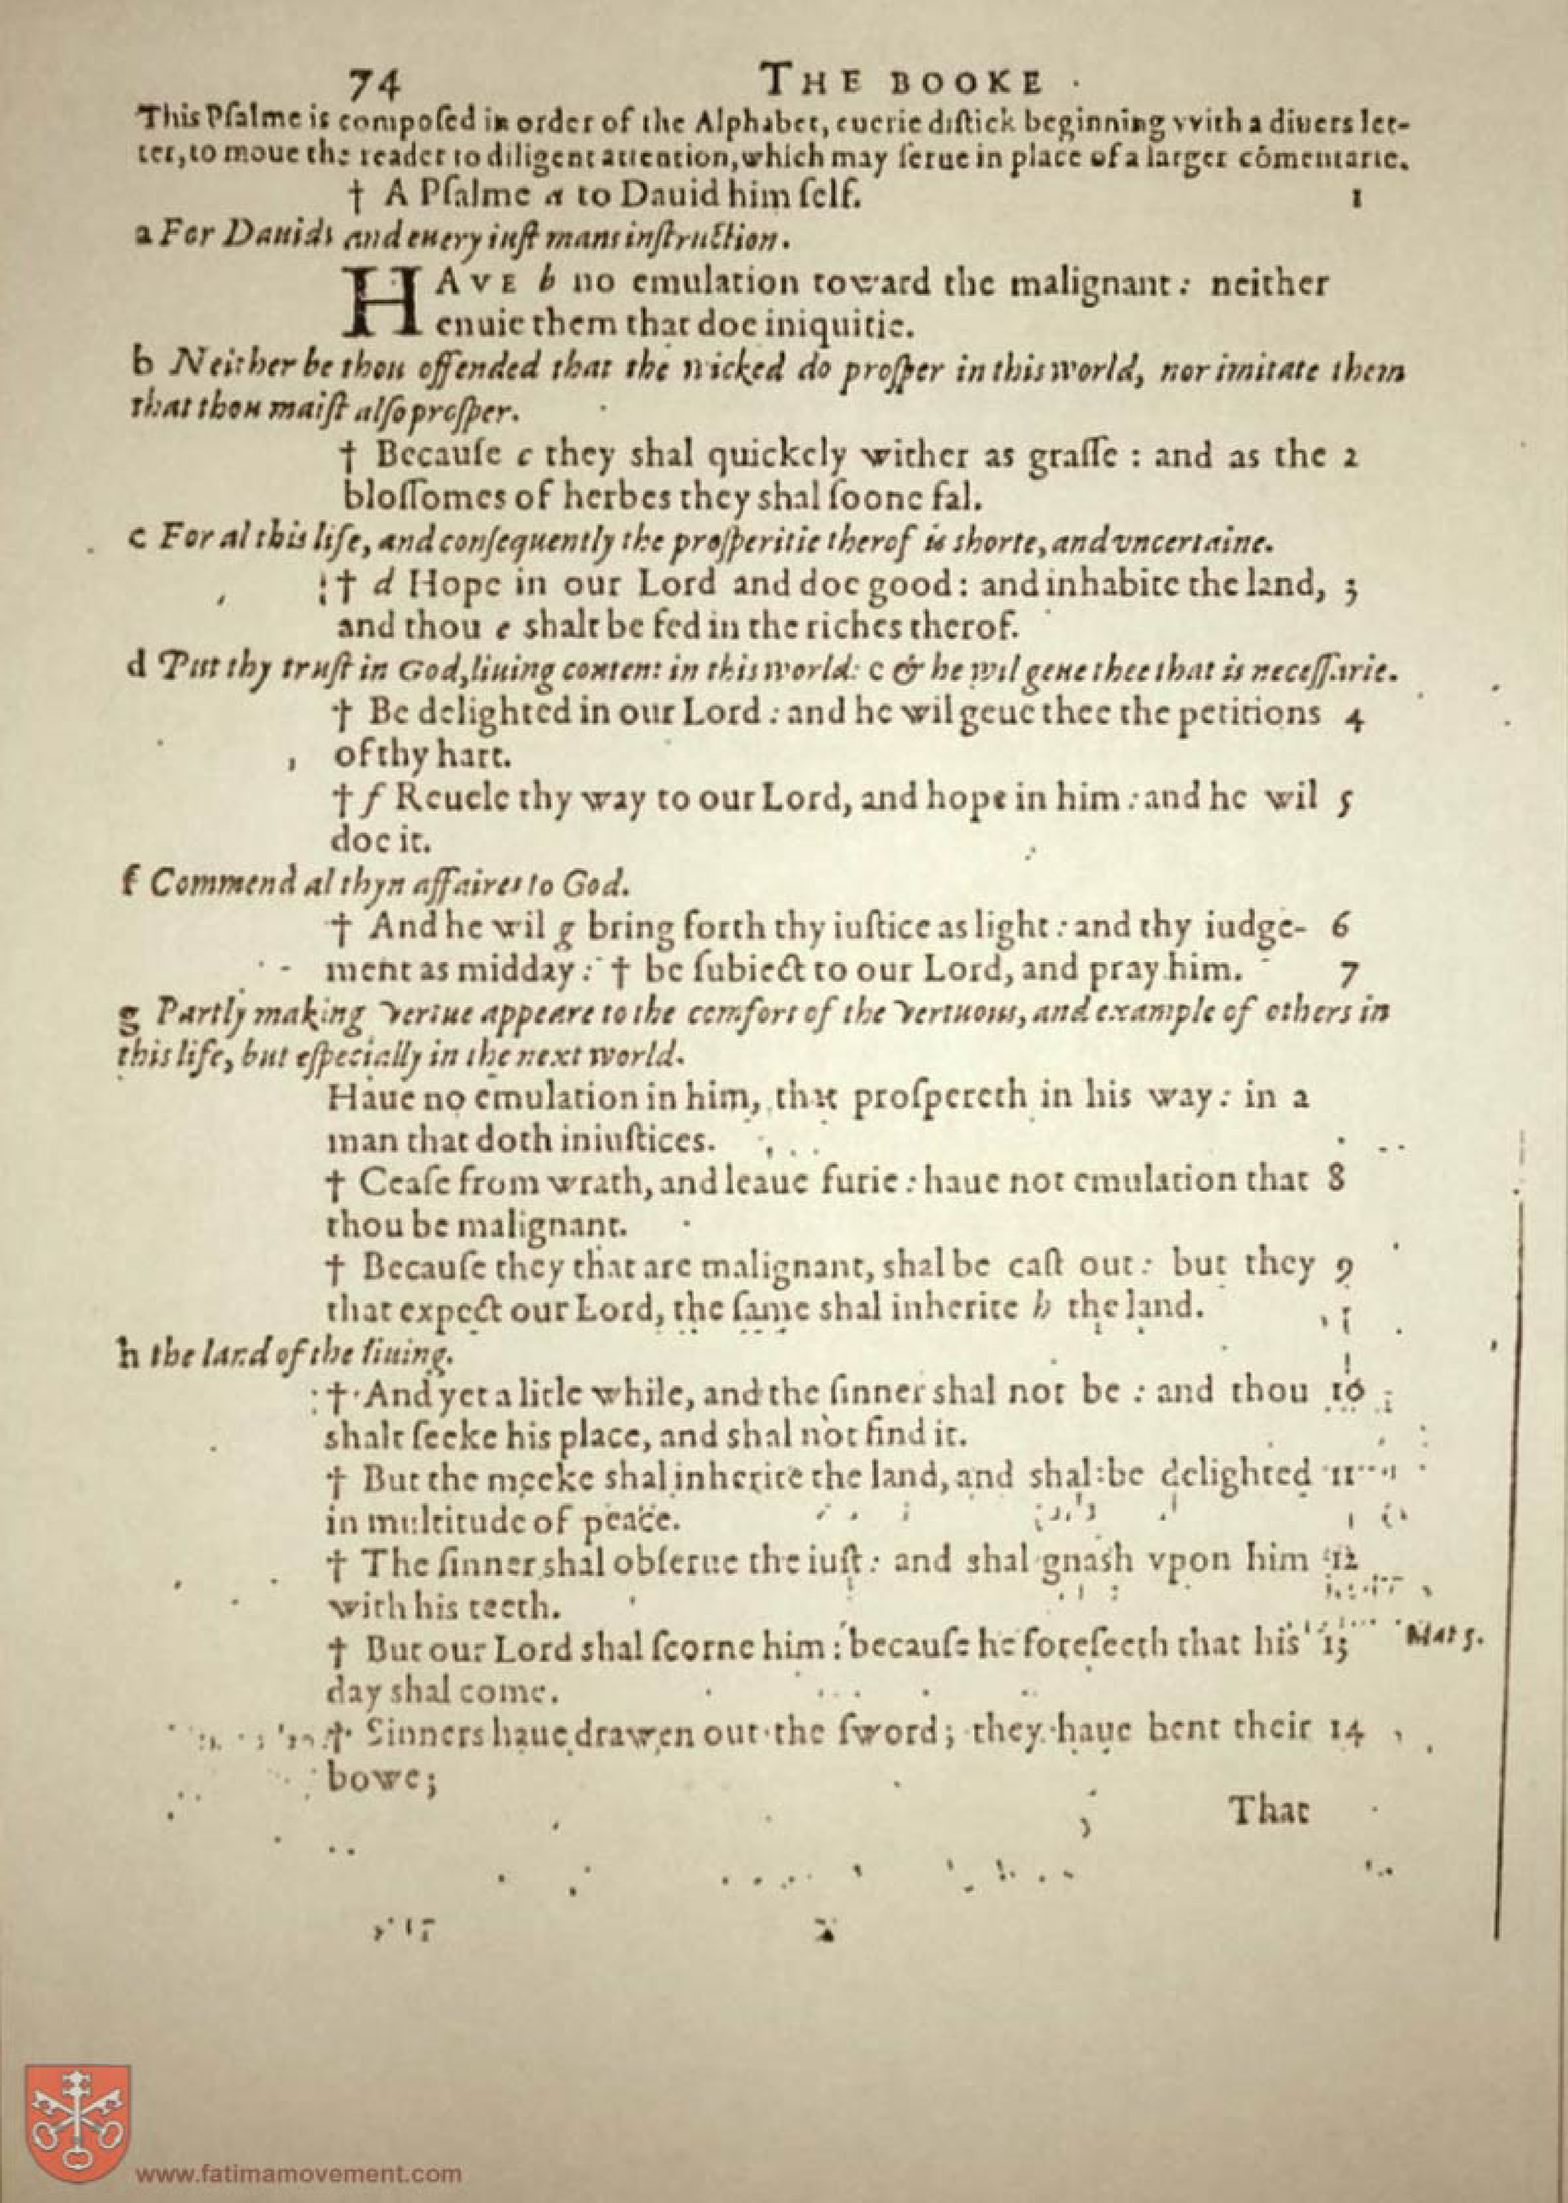 74 THE BOOKE
This Pſalme is compoſed in order of the Alphabet, euerie diſtick beginning vvith a diuers let-
ter, to moue the reader to diligent attention, which may ſerue in place of a larger cōmentarie.
† A Pſalme a to Dauid him ſelf. 1
a For Dauids and euery iuſt mans inſtruction.
HAVE b no emulation toward the malignant: neither
enuie them that doe iniquitie.
b Neither be thou offended that the wicked do proſper in this world, nor imitate them
that thou maiſt alſo proſper.
† Becauſe c they shal quickely wither as graſſe: and as the 2
bloſſomes of herbes they shal ſoone fal.
c For al this life, and conſequently the proſperitie therof is shorte, and vncertaine.
† d Hope in our Lord and doe good: and inhabite the land, 3
and thou e shalt be fed in the riches therof.
d Put thy truſt in God, liuing content in this world: e & he wil geue thee that is neceſſarie.
† Be delighted in our Lord: and he wil geue thee the petitions 4
of thy hart.
† f Reuele thy way to our Lord, and hope in him: and he wil 5
doe it.
f Commend al thyn affaires to God.
† And he wil g bring forth thy iuſtice as light: and thy iudge- 6
ment as midday: † be ſubiect to our Lord, and pray him. 7
g Partly making vertue appeare to the comfort of the vertuous, and example of others in
this life, but eſpecially in the next world.
Haue no emulation in him, that proſpereth in his way: in a
man that doth iniuſtices.
† Ceaſe from wrath, and leaue furie: haue not emulation that 8
thou be malignant.
† Becauſe they that are malignant, shal be caſt out: but they 9
that expect our Lord, the ſame shal inherite h the land.
h the land of the liuing.
† And yet a litle while, and the ſinner shal not be: and thou 10
shalt ſeeke his place, and shal not find it.
† But the meeke shal inherite the land, and shal be delighted 11
in multitude of peace.
† The ſinner shal obſerue the iuſt: and shal gnash vpon him 12
with his teeth.
† But our Lord shal ſcorne him: becauſe he foreſeeth that his 13 Mat 5.
day shal come.
† Sinners haue drawen out the ſword; they haue bent their 14
bowe;
That
www.fatimamovement.com